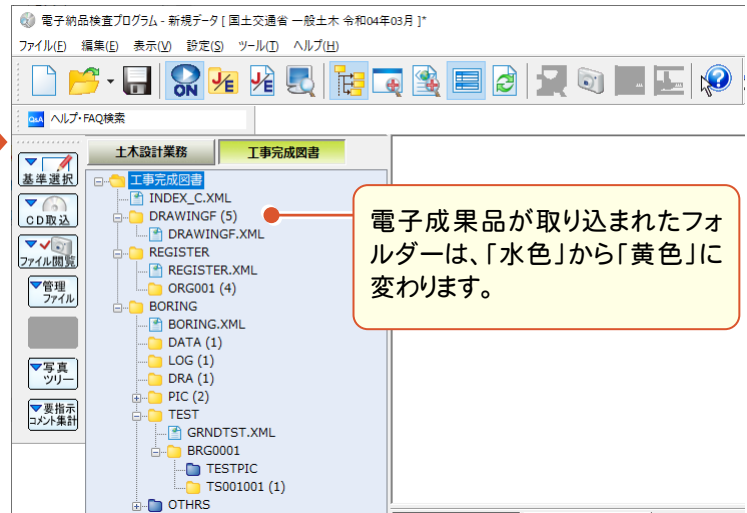 電子納品検査プログラム - 新規データ [ 国土交通省 一般土木 令和04年03月 ]*
ファイル(F) 編集(E) 表示(V) 設定(S) ツール(T) ヘルプ(H)
ON J/E J/E
Q&A ヘルプ・FAQ検索
土木設計業務 工事完成図書
基準選択
CD取込
ファイル閲覧
管理
ファイル
写真
ツリー
要指示
コメント集計
工事完成図書
INDEX_C.XML
DRAWINGF (5)
DRAWINGF.XML
REGISTER
REGISTER.XML
ORG001 (4)
BORING
BORING.XML
DATA (1)
LOG (1)
DRA (1)
PIC (2)
TEST
GRNDTST.XML
BRG0001
TESTPIC
TS001001 (1)
OTHRS
電子成果品が取り込まれたフォ
ルダーは、「水色」から「黄色」に
変わります。